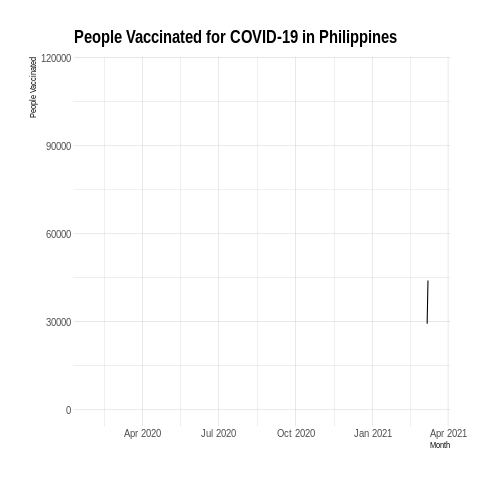 People Vaccinated for COVID-19 in Philippines
People Vaccinated
120000
90000
60000
30000
0
Apr 2020 Jul 2020 Oct 2020 Jan 2021 Apr 2021
Month